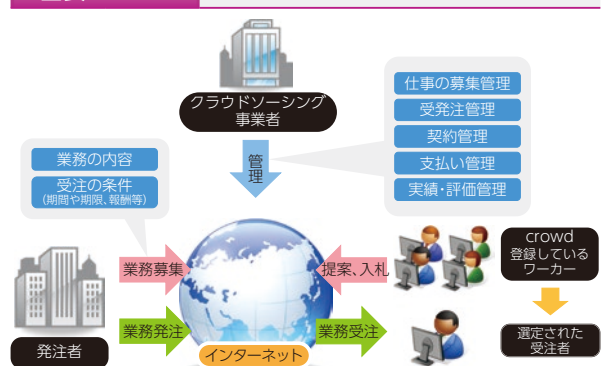 クラウドソーシング
事業者
管理
仕事の募集管理
受発注管理
契約管理
支払い管理
実績・評価管理
業務の内容
受注の条件
(期間や期限、報酬等)
業務募集
提案、入札
crowd
登録している
ワーカー
業務発注
業務受注
インターネット
発注者
選定された
受注者